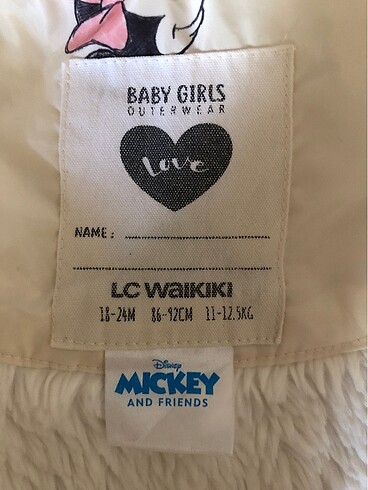 BABY GIRLS
OUTERWEAR
Love
NAME :
LC WAIKIKI
18-24M 86-92CM 11-12.5KG
Disney
MICKEY
AND FRIENDS